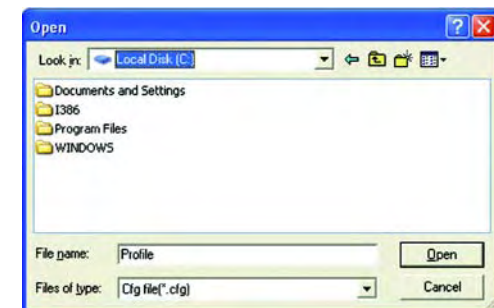 Open
Look in: Local Disk (C:)
Documents and Settings
I386
Program Files
WINDOWS
File name: Profile Open
Files of type: Cfg file(*.cfg) Cancel